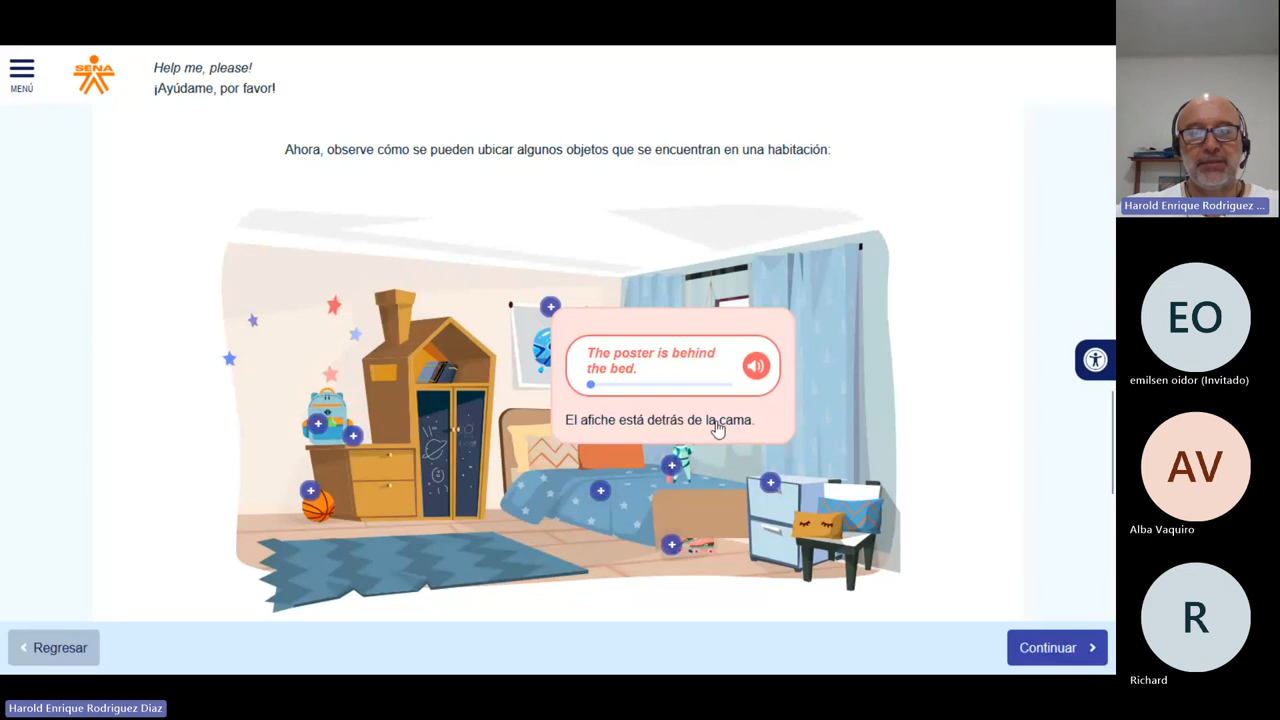 MENÚ
SENA
Help me, please!
¡Ayúdame, por favor!
Ahora, observe cómo se pueden ubicar algunos objetos que se encuentran en una habitación:
The poster is behind
the bed.
El afiche está detrás de la cama.
Regresar
Continuar
Harold Enrique Rodriguez Diaz
Harold Enrique Rodriguez ...
EO
emilsen oidor (Invitado)
AV
Alba Vaquiro
R
Richard